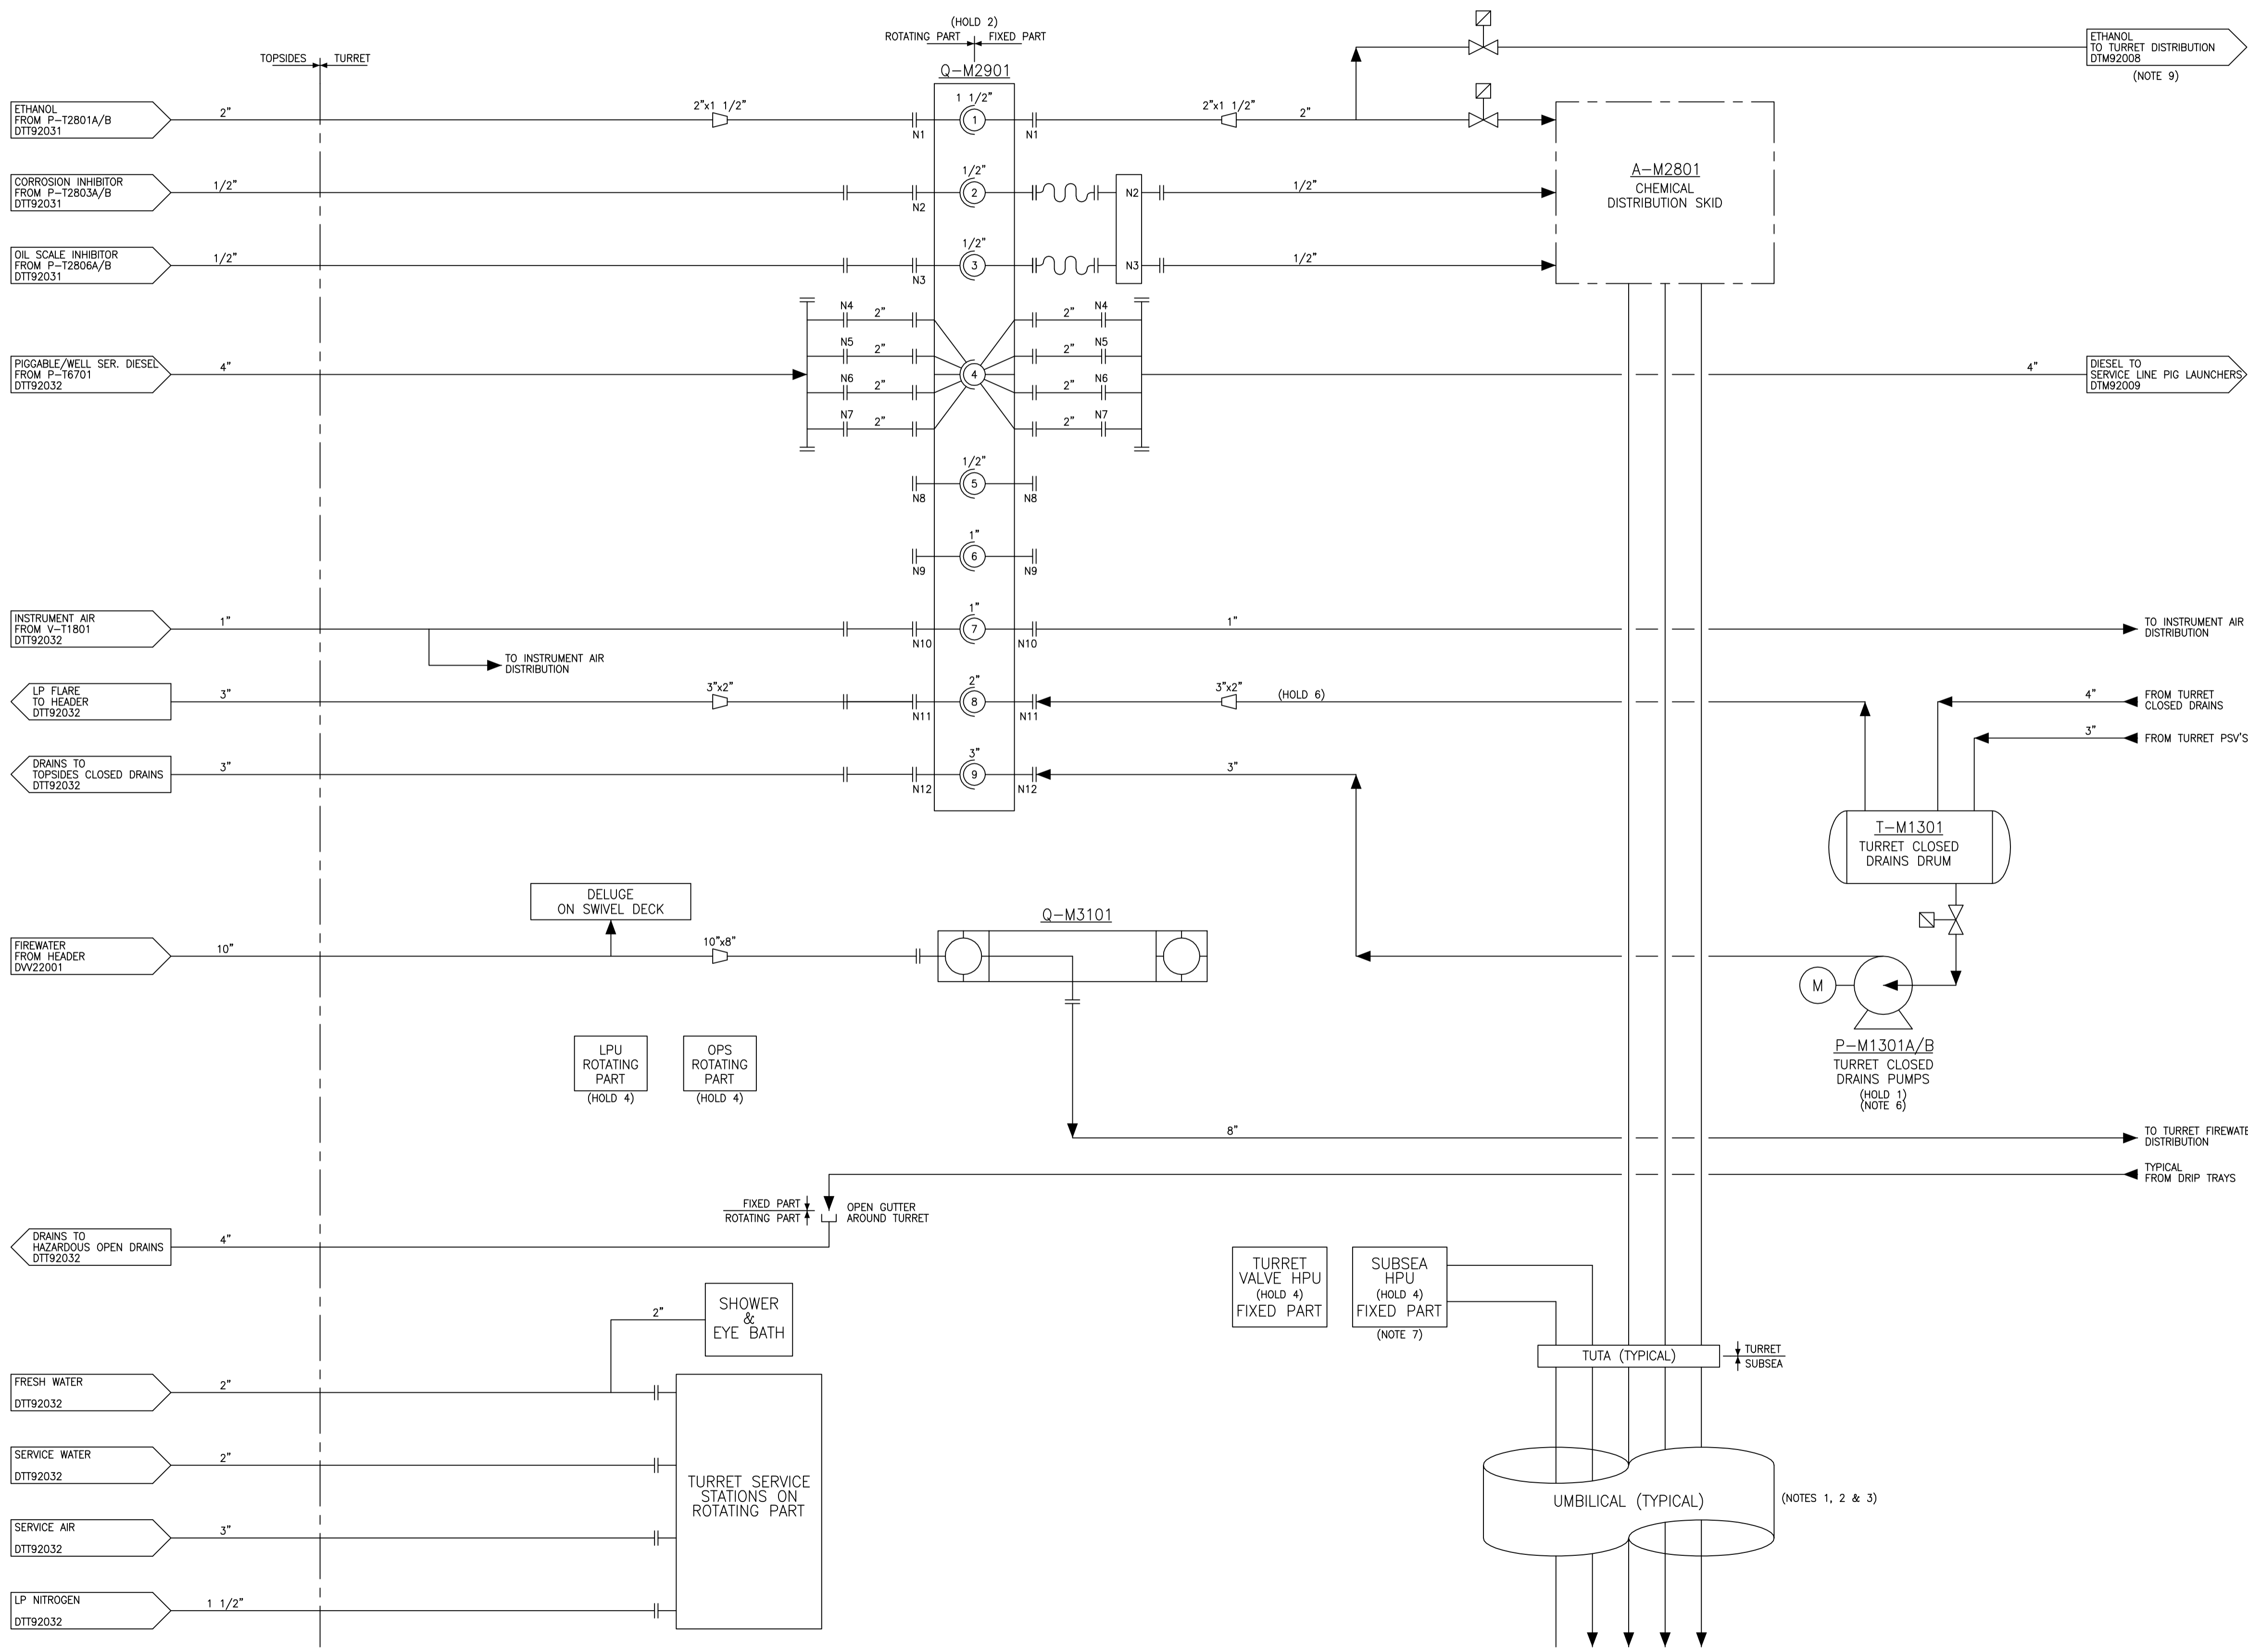 (HOLD 2)
ROTATING PART
FIXED PART
TOPSIDES
TURRET
Q-M2901
ETHANOL
TO TURRET DISTRIBUTION
DTM92008
(NOTE 9)
ETHANOL
FROM P-T2801A/B
DTT92031
2"
2"x1 1/2"
N1
1 1/2"
1
N1
2"x1 1/2"
2"
A-M2801
CHEMICAL
DISTRIBUTION SKID
CORROSION INHIBITOR
FROM P-T2803A/B
DTT92031
1/2"
N2
1/2"
2
N2
1/2"
OIL SCALE INHIBITOR
FROM P-T2806A/B
DTT92031
1/2"
N3
1/2"
3
N3
1/2"
PIGGABLE/WELL SER. DIESEL
FROM P-T6701
DTT92032
4"
N4
2"
N5
2"
N6
2"
N7
2"
4
2"
N4
2"
N5
2"
N6
2"
N7
4"
DIESEL TO
SERVICE LINE PIG LAUNCHERS
DTM92009
1/2"
5
N8
N8
1"
6
N9
N9
INSTRUMENT AIR
FROM V-T1801
DTT92032
1"
TO INSTRUMENT AIR
DISTRIBUTION
N10
1"
7
N10
1"
TO INSTRUMENT AIR
DISTRIBUTION
LP FLARE
TO HEADER
DTT92032
3"
3"x2"
N11
2"
8
N11
3"x2"
(HOLD 6)
4"
FROM TURRET
CLOSED DRAINS
3"
FROM TURRET PSV'S
DRAINS TO
TOPSIDES CLOSED DRAINS
DTT92032
3"
N12
3"
9
N12
3"
T-M1301
TURRET CLOSED
DRAINS DRUM
DELUGE
ON SWIVEL DECK
Q-M3101
FIREWATER
FROM HEADER
DVV22001
10"
10"x8"
M
P-M1301A/B
TURRET CLOSED
DRAINS PUMPS
(HOLD 1)
(NOTE 6)
LPU
ROTATING
PART
(HOLD 4)
OPS
ROTATING
PART
(HOLD 4)
8"
TO TURRET FIREWATE
DISTRIBUTION
TYPICAL
FROM DRIP TRAYS
FIXED PART
ROTATING PART
OPEN GUTTER
AROUND TURRET
DRAINS TO
HAZARDOUS OPEN DRAINS
DTT92032
4"
TURRET
VALVE HPU
(HOLD 4)
FIXED PART
SUBSEA
HPU
(HOLD 4)
FIXED PART
(NOTE 7)
2"
SHOWER
&
EYE BATH
TUTA (TYPICAL)
TURRET
SUBSEA
FRESH WATER
DTT92032
2"
SERVICE WATER
DTT92032
2"
TURRET SERVICE
STATIONS ON
ROTATING PART
UMBILICAL (TYPICAL)
(NOTES 1, 2 & 3)
SERVICE AIR
DTT92032
3"
LP NITROGEN
DTT92032
1 1/2"